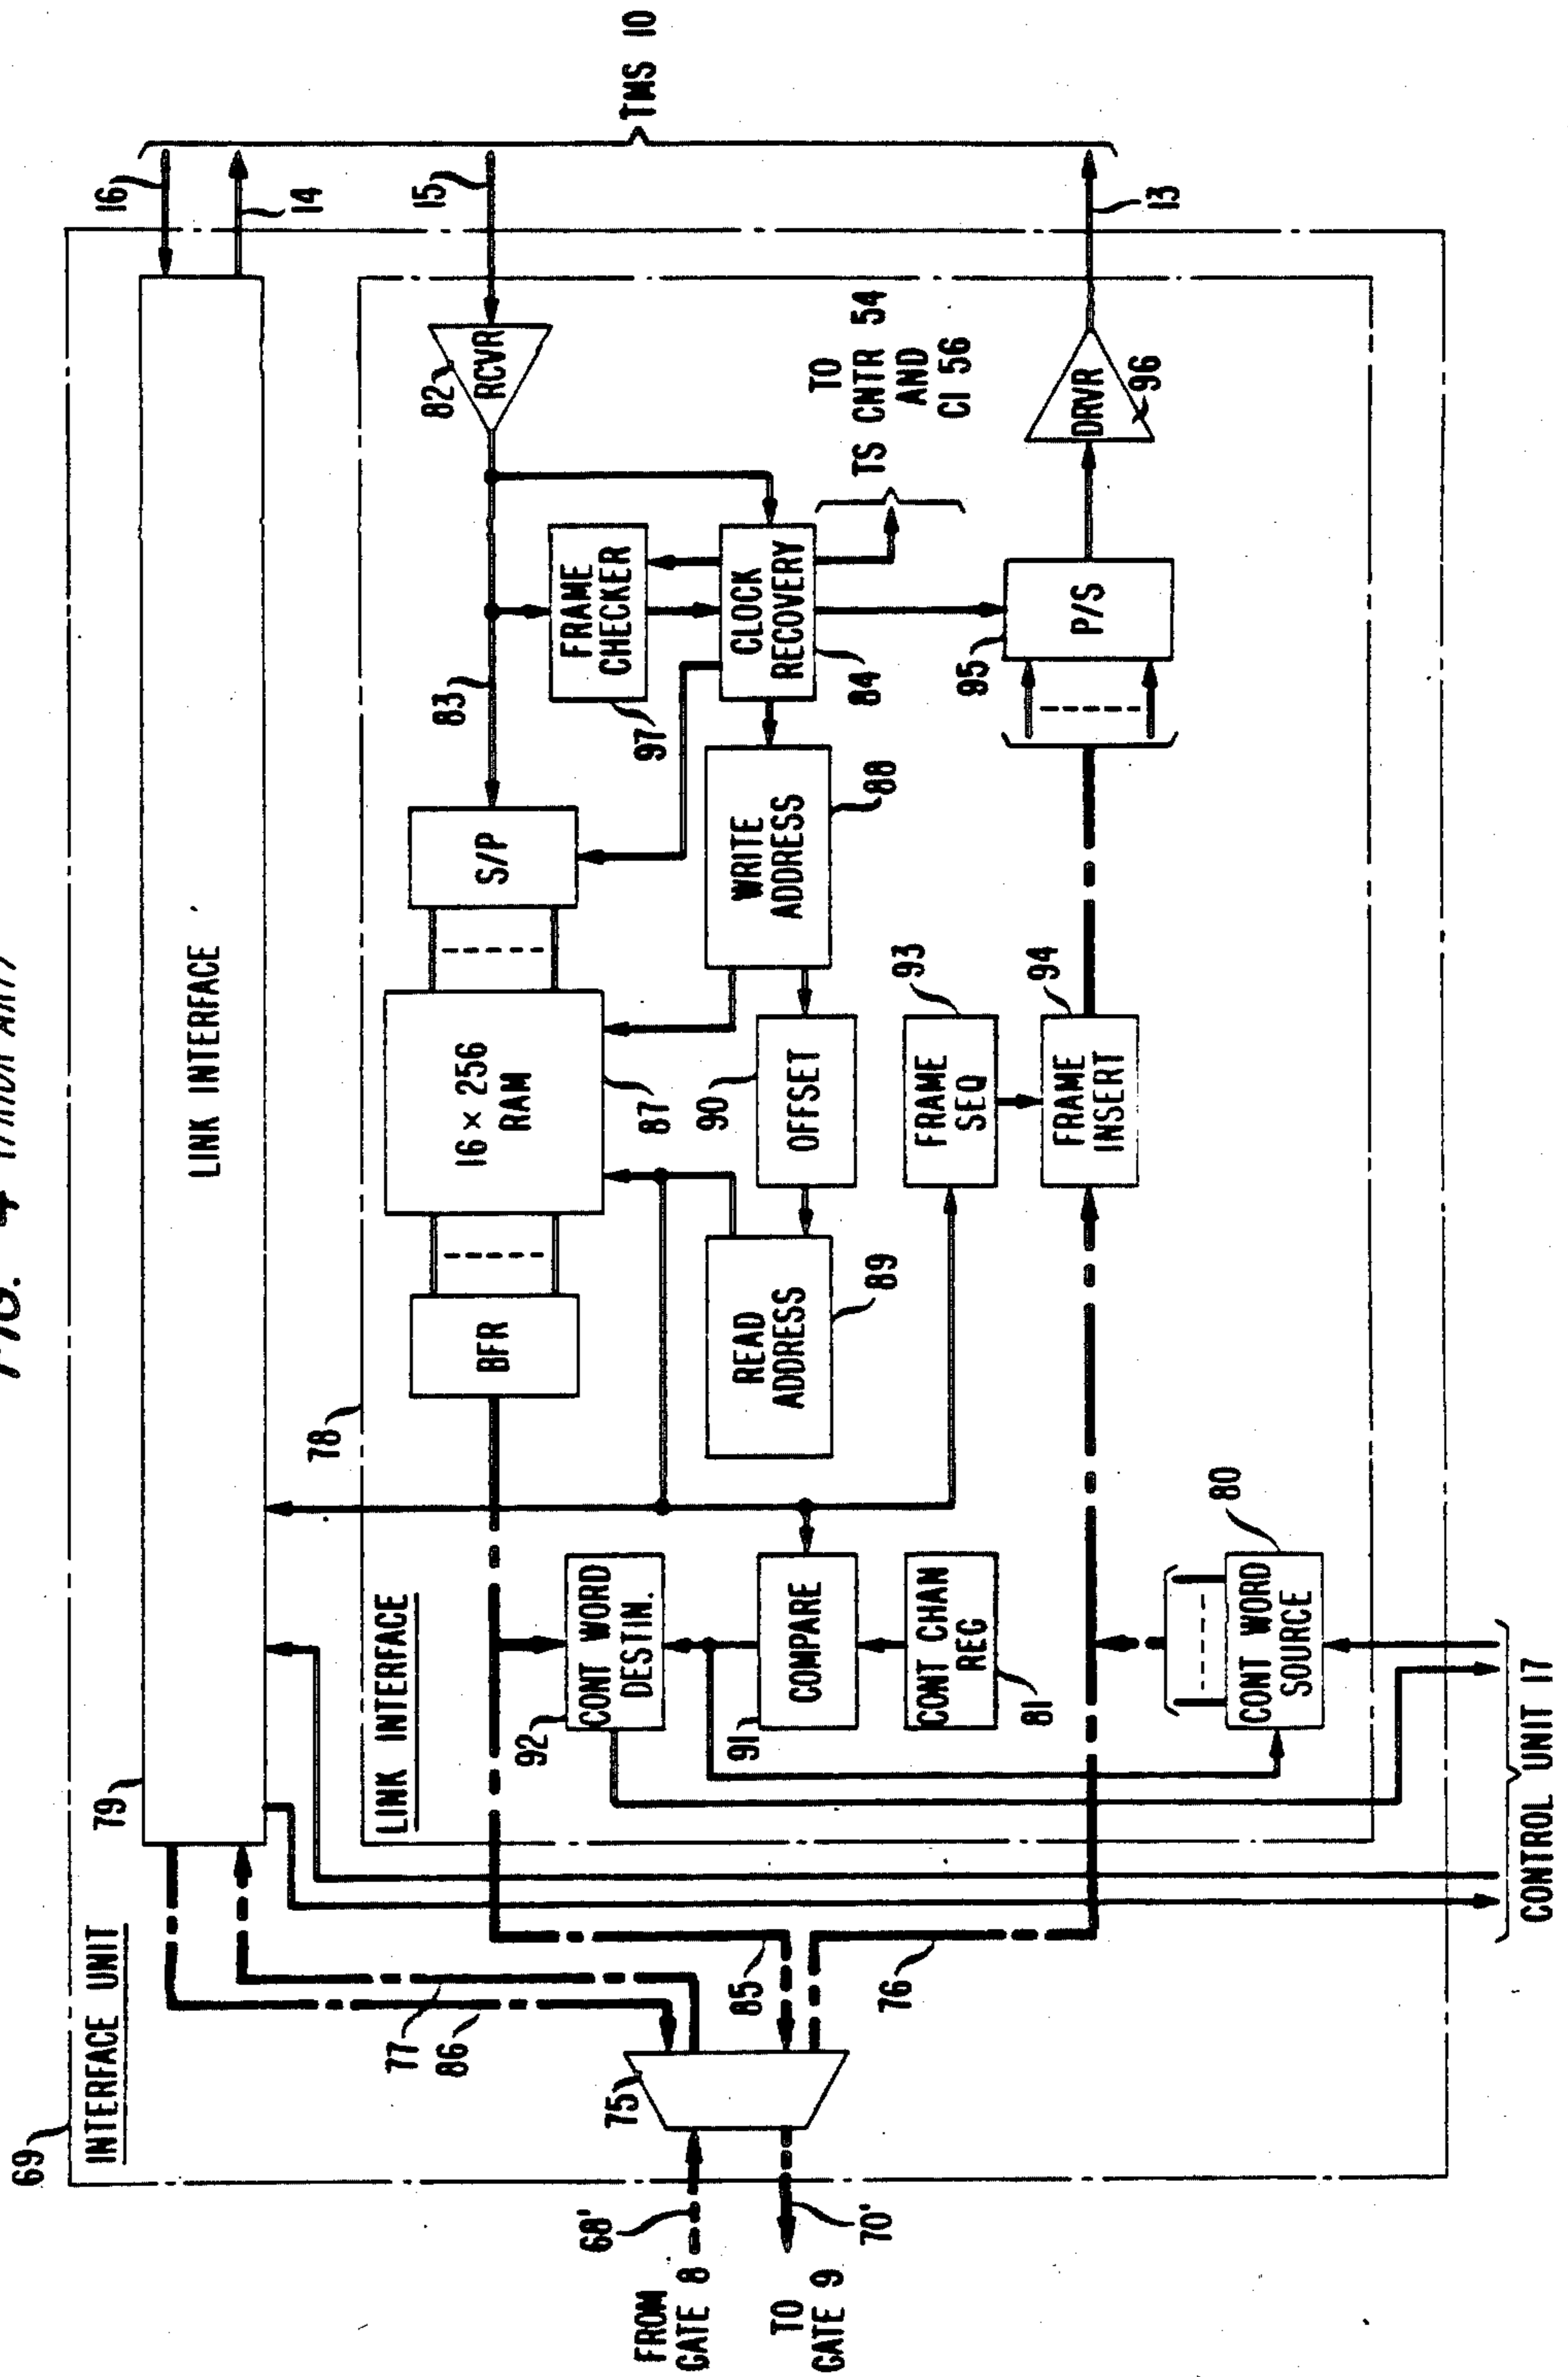 FIG. 4 (PRIOR ART)
69
INTERFACE UNIT
79
LINK INTERFACE
16
14
TMS 10
77
86
78
LINK INTERFACE
BFR
16 × 256
RAM
87
S/P
83
82
RCVR
15
FRAME
CHECKER
97
CLOCK
RECOVERY
84
TO
TS CNTR 54
AND
CI 56
92
CONT WORD
DESTIN.
READ
ADDRESS
89
90
OFFSET
WRITE
ADDRESS
88
91
COMPARE
CONT CHAN
REG
81
FRAME
SEQ
93
FRAME
INSERT
94
95
P/S
DRVR
96
13
FROM
GATE 8
68'
75
TO
GATE 9
70'
85
76
CONT WORD
SOURCE
80
CONTROL UNIT 17